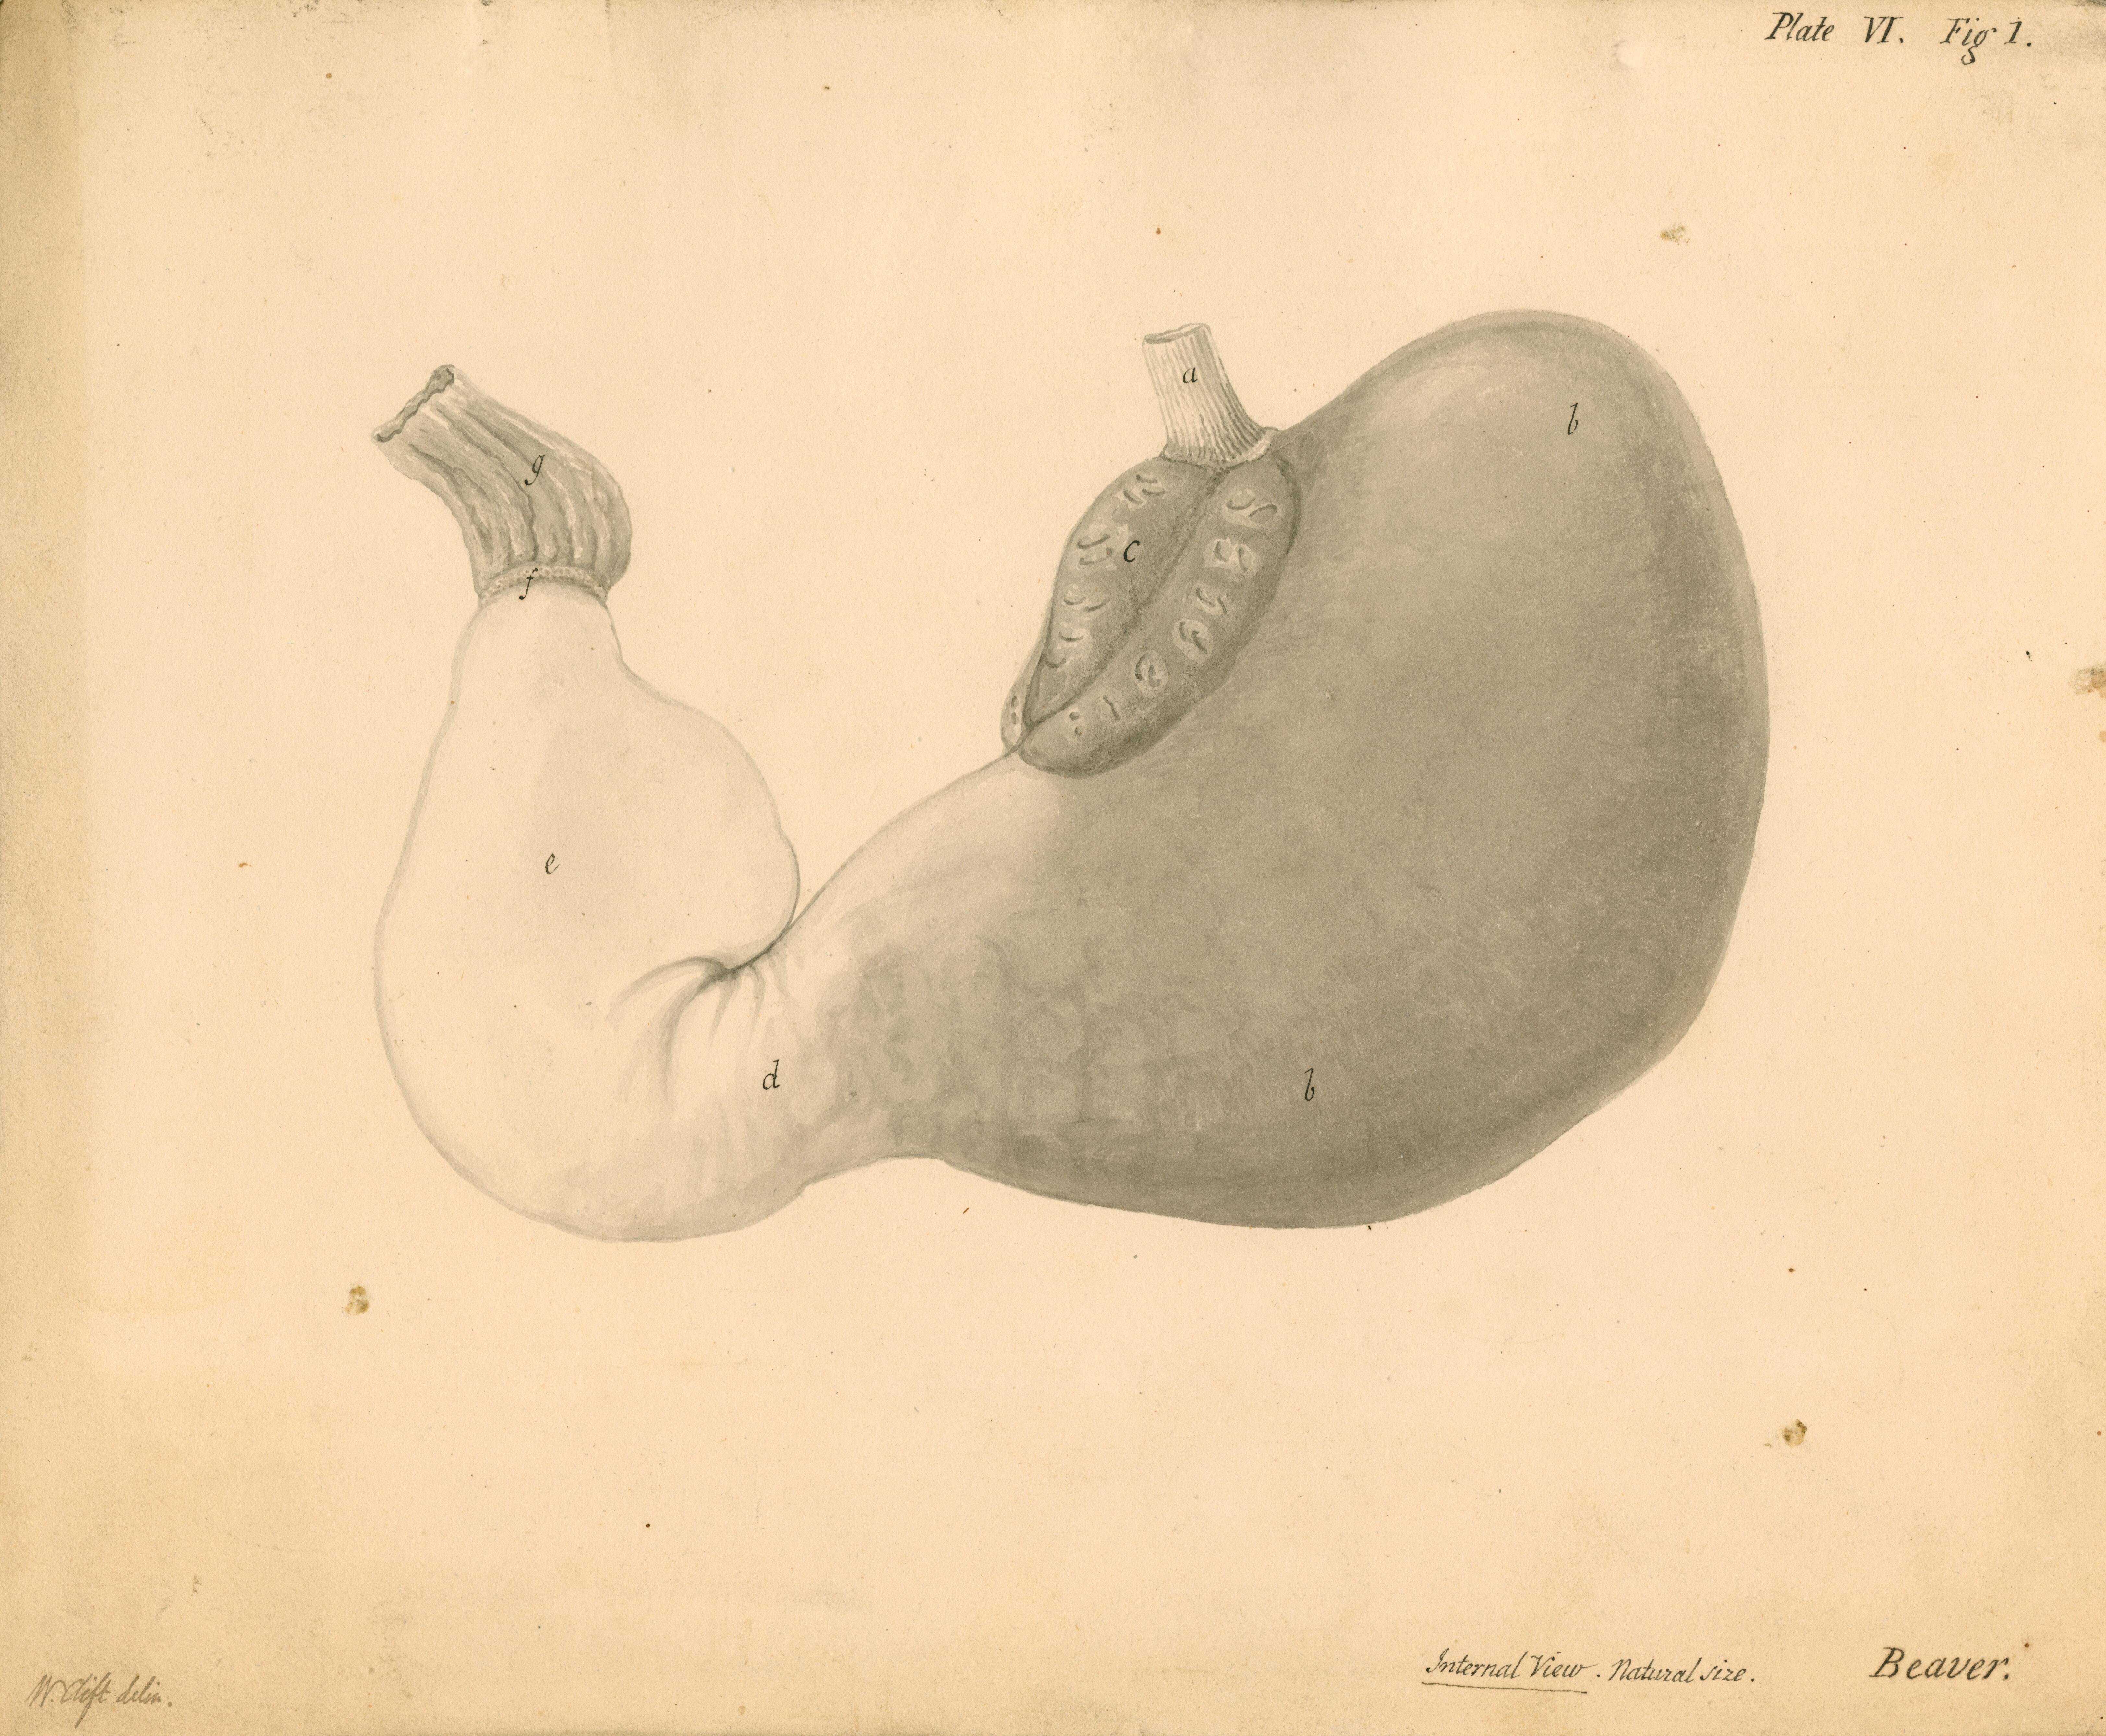 Plate VI. Fig 1.
a
b
g
c
f
e
d
b
W. Clift delin.
Internal View. Natural size.
Beaver.